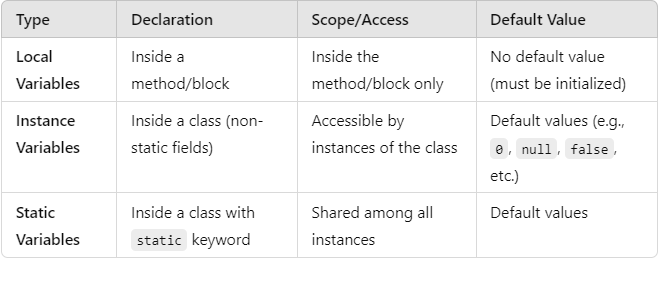 Type Declaration Scope/Access Default Value
Local Inside a Inside the No default value
Variables method/block method/block only (must be initialized)
Instance Inside a class (non- Accessible by Default values (e.g.,
Variables static fields) instances of the class 0, null, false,
etc.)
Static Inside a class with Shared among all Default values
Variables static keyword instances